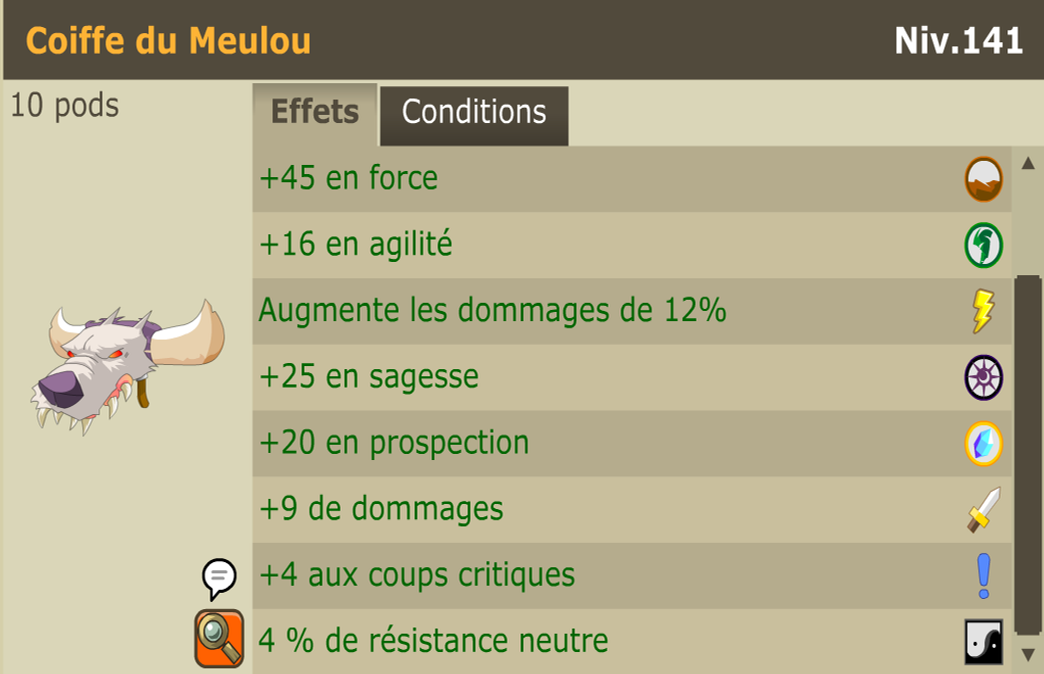 Coiffe du Meulou
Niv.141
10 pods
Effets
Conditions
+45 en force
+16 en agilité
Augmente les dommages de 12%
+25 en sagesse
+20 en prospection
+9 de dommages
+4 aux coups critiques
4 % de résistance neutre